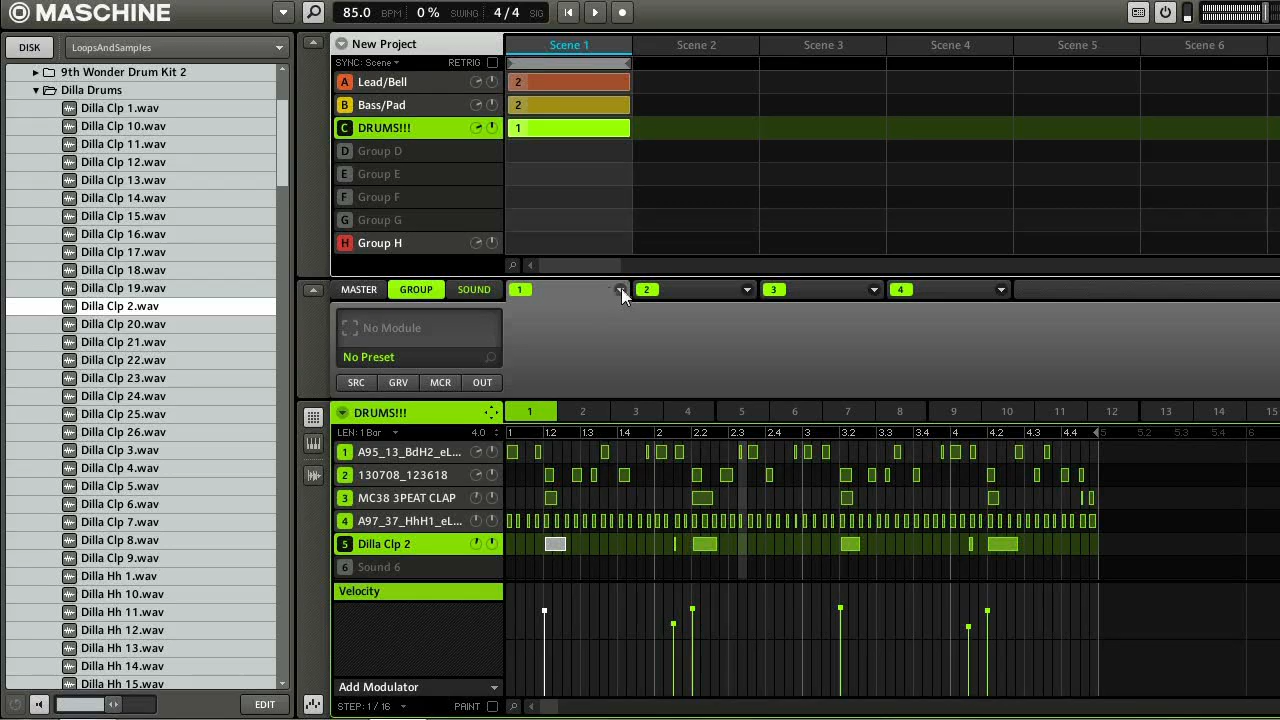 MASCHINE
85.0 BPM 0% SWING 4/4 SIG
DISK LoopsAndSamples
9th Wonder Drum Kit 2
Dilla Drums
Dilla Clp 1.wav
Dilla Clp 10.wav
Dilla Clp 11.wav
Dilla Clp 12.wav
Dilla Clp 13.wav
Dilla Clp 14.wav
Dilla Clp 15.wav
Dilla Clp 16.wav
Dilla Clp 17.wav
Dilla Clp 18.wav
Dilla Clp 19.wav
Dilla Clp 2.wav
Dilla Clp 20.wav
Dilla Clp 21.wav
Dilla Clp 22.wav
Dilla Clp 23.wav
Dilla Clp 24.wav
Dilla Clp 25.wav
Dilla Clp 26.wav
Dilla Clp 3.wav
Dilla Clp 4.wav
Dilla Clp 5.wav
Dilla Clp 6.wav
Dilla Clp 7.wav
Dilla Clp 8.wav
Dilla Clp 9.wav
Dilla Hh 1.wav
Dilla Hh 10.wav
Dilla Hh 11.wav
Dilla Hh 12.wav
Dilla Hh 13.wav
Dilla Hh 14.wav
Dilla Hh 15.wav
EDIT
New Project Scene 1 Scene 2 Scene 3 Scene 4 Scene 5 Scene 6
SYNC: Scene RETRIG
A Lead/Bell 2
B Bass/Pad 2
C DRUMS!!! 1
D Group D
E Group E
F Group F
G Group G
H Group H
MASTER GROUP SOUND 1 2 3 4
No Module
No Preset
SRC GRV MCR OUT
DRUMS!!! 1 2 3 4 5 6 7 8 9 10 11 12 13 14 15
LEN: 1 Bar 4.0 1 1.2 1.3 1.4 2 2.2 2.3 2.4 3 3.2 3.3 3.4 4 4.2 4.3 4.4 5 5.2 5.3 5.4 6
1 A95_13_BdH2_eL...
2 130708_123618
3 MC38 3PEAT CLAP
4 A97_37_HhH1_eL...
5 Dilla Clp 2
6 Sound 6
Velocity
Add Modulator
STEP: 1/16 PAINT